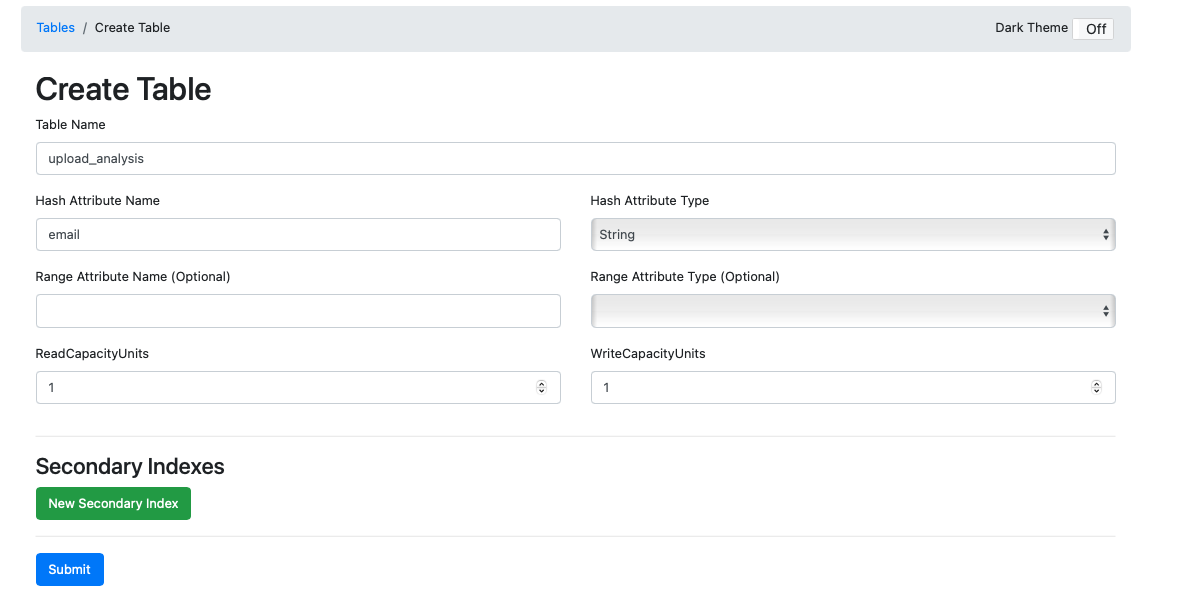 Tables / Create Table Dark Theme Off
Create Table
Table Name
upload_analysis
Hash Attribute Name Hash Attribute Type
email String
Range Attribute Name (Optional) Range Attribute Type (Optional)
ReadCapacityUnits WriteCapacityUnits
1 1
Secondary Indexes
New Secondary Index
Submit